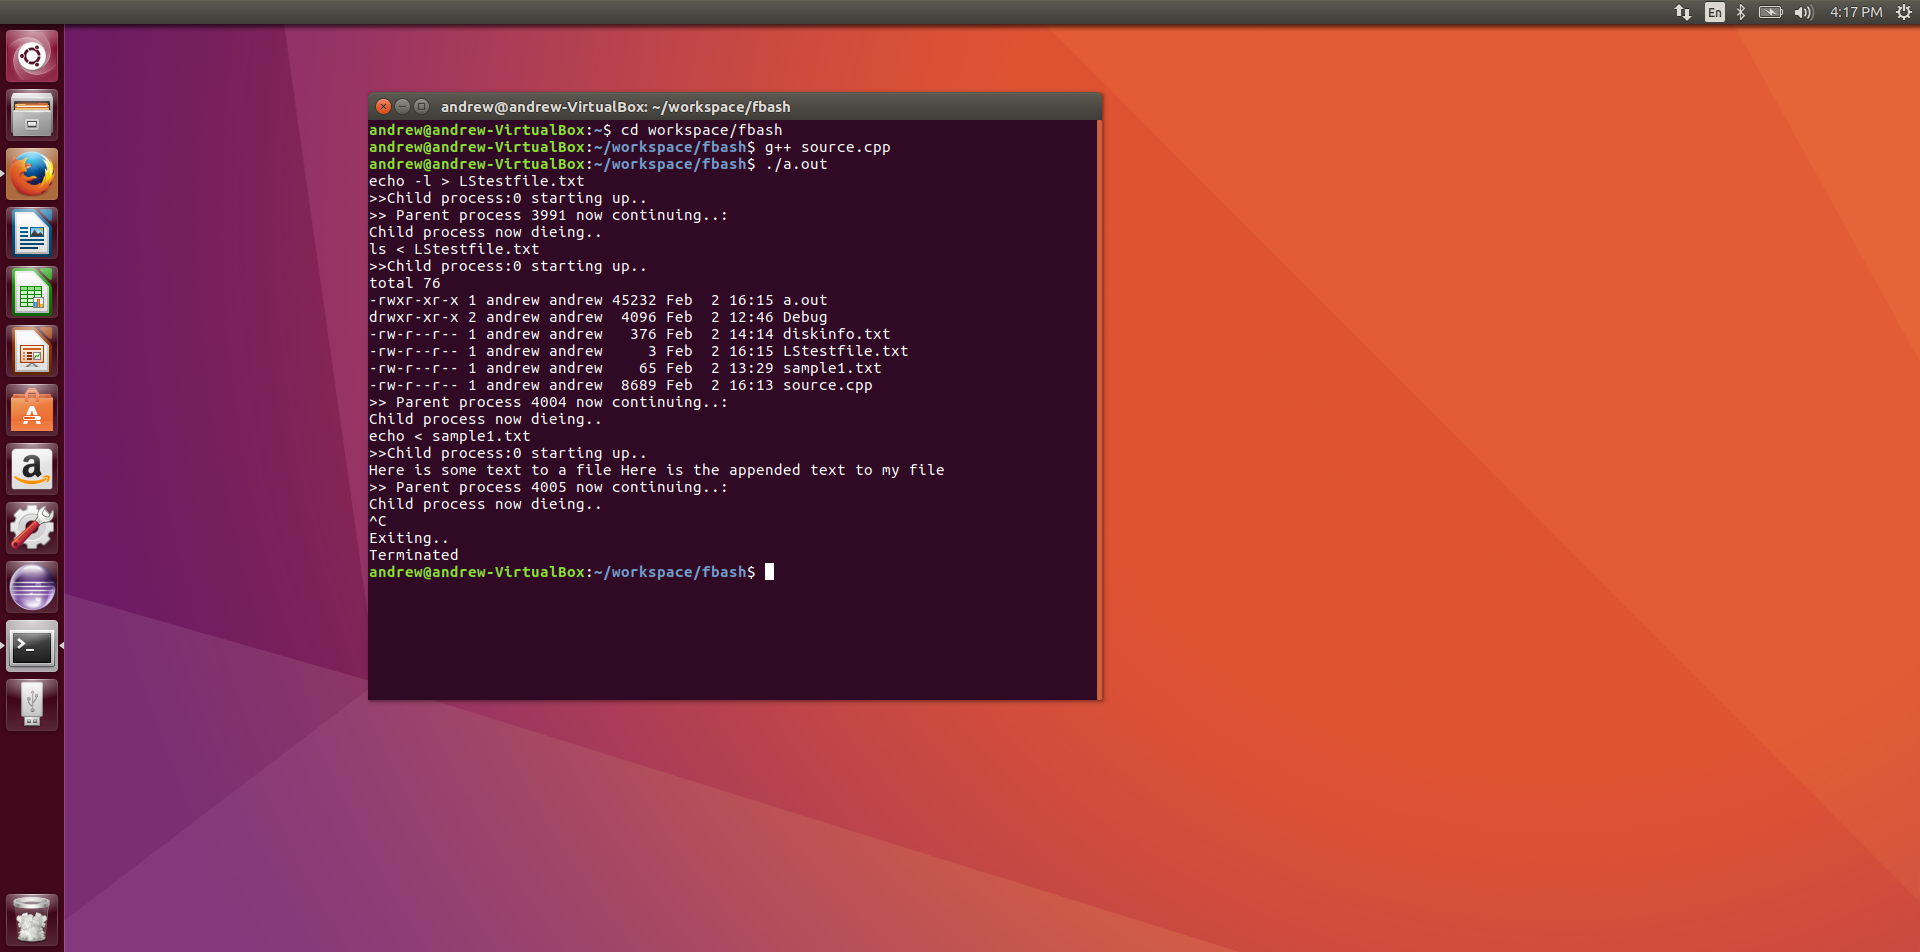 En 4:17 PM
andrew@andrew-VirtualBox: ~/workspace/fbash
andrew@andrew-VirtualBox:~$ cd workspace/fbash
andrew@andrew-VirtualBox:~/workspace/fbash$ g++ source.cpp
andrew@andrew-VirtualBox:~/workspace/fbash$ ./a.out
echo -l > LStestfile.txt
>>Child process:0 starting up..
>> Parent process 3991 now continuing..:
Child process now dieing..
ls < LStestfile.txt
>>Child process:0 starting up..
total 76
-rwxr-xr-x 1 andrew andrew 45232 Feb  2 16:15 a.out
drwxr-xr-x 2 andrew andrew  4096 Feb  2 12:46 Debug
-rw-r--r-- 1 andrew andrew   376 Feb  2 14:14 diskinfo.txt
-rw-r--r-- 1 andrew andrew     3 Feb  2 16:15 LStestfile.txt
-rw-r--r-- 1 andrew andrew    65 Feb  2 13:29 sample1.txt
-rw-r--r-- 1 andrew andrew  8689 Feb  2 16:13 source.cpp
>> Parent process 4004 now continuing..:
Child process now dieing..
echo < sample1.txt
>>Child process:0 starting up..
Here is some text to a file Here is the appended text to my file
>> Parent process 4005 now continuing..:
Child process now dieing..
^C
Exiting..
Terminated
andrew@andrew-VirtualBox:~/workspace/fbash$